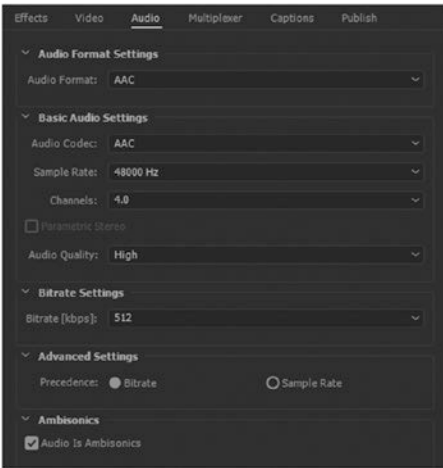 Effects Video Audio Multiplexer Captions Publish
Audio Format Settings
Audio Format: AAC
Basic Audio Settings
Audio Codec: AAC
Sample Rate: 48000 Hz
Channels: 4.0
Parametric Stereo
Audio Quality: High
Bitrate Settings
Bitrate [kbps]: 512
Advanced Settings
Precedence: Bitrate Sample Rate
Ambisonics
Audio Is Ambisonics